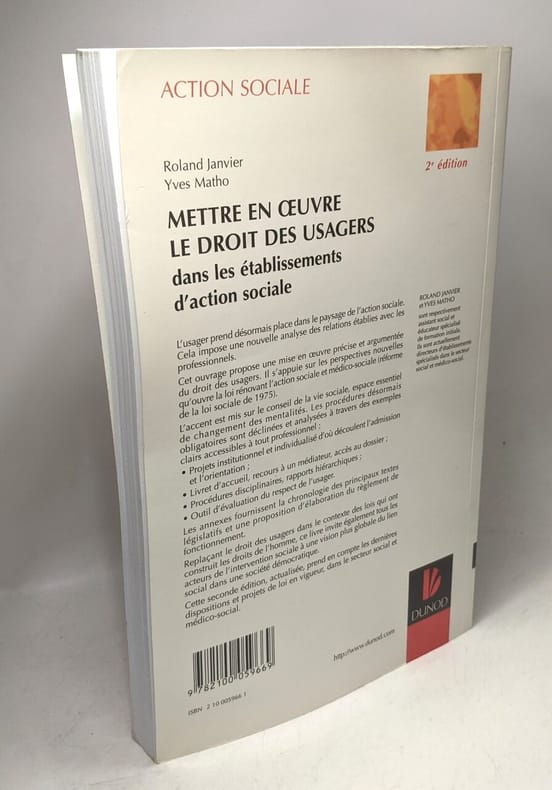 ACTION SOCIALE
2e édition
Roland Janvier
Yves Matho
METTRE EN ŒUVRE
LE DROIT DES USAGERS
dans les établissements
d'action sociale
L'usager prend désormais place dans le paysage de l'action sociale.
Cela impose une nouvelle analyse des relations établies avec les
professionnels.
Cet ouvrage propose une mise en œuvre précise et argumentée
du droit des usagers. Il s'appuie sur les perspectives nouvelles
qu'ouvre la loi rénovant l'action sociale et médico-sociale (réforme
de la loi sociale de 1975).
L'accent est mis sur le conseil de la vie sociale, espace essentiel
de changement des mentalités. Les procédures désormais
obligatoires sont déclinées et analysées à travers des exemples
clairs accessibles à tout professionnel :
• Projets institutionnel et individualisé d'où découlent l'admission
et l'orientation ;
• Livret d'accueil, recours à un médiateur, accès au dossier ;
• Procédures disciplinaires, rapports hiérarchiques ;
• Outil d'évaluation du respect de l'usager.
Les annexes fournissent la chronologie des principaux textes
législatifs et une proposition d'élaboration du règlement de
fonctionnement.
Replaçant le droit des usagers dans le contexte des lois qui ont
construit les droits de l'homme, ce livre invite également tous les
acteurs de l'intervention sociale à une vision plus globale du lien
social dans une société démocratique.
Cette seconde édition, actualisée, prend en compte les dernières
dispositions et projets de loi en vigueur, dans le secteur social et
médico-social.
ROLAND JANVIER
et YVES MATHO
sont respectivement
assistant social et
éducateur spécialisé
de formation initiale.
Ils sont actuellement
directeurs d'établissements
spécialisés dans le secteur
social et médico-social.
DUNOD
9 782100 059669
ISBN 2 10 005966 1
http://www.dunod.com